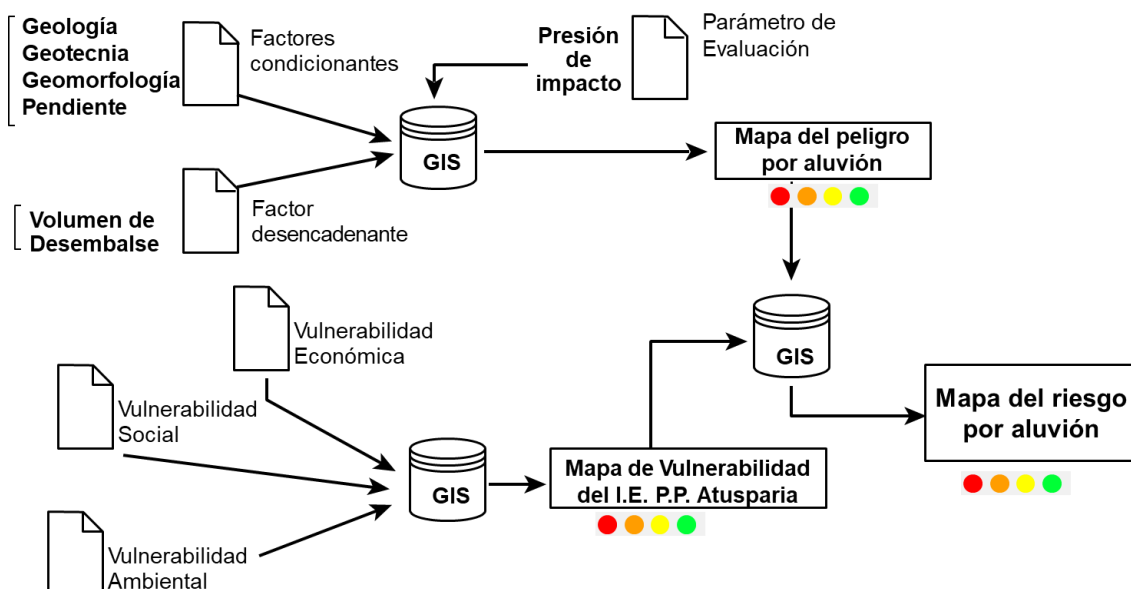 Geología
Geotecnia
Geomorfología
Pendiente
Factores
condicionantes
Presión
de
impacto
Parámetro de
Evaluación
GIS
Mapa del peligro
por aluvión
Volumen de
Desembalse
Factor
desencadenante
Vulnerabilidad
Económica
GIS
Vulnerabilidad
Social
Mapa del riesgo
por aluvión
GIS
Mapa de Vulnerabilidad
del I.E. P.P. Atusparia
Vulnerabilidad
Ambiental